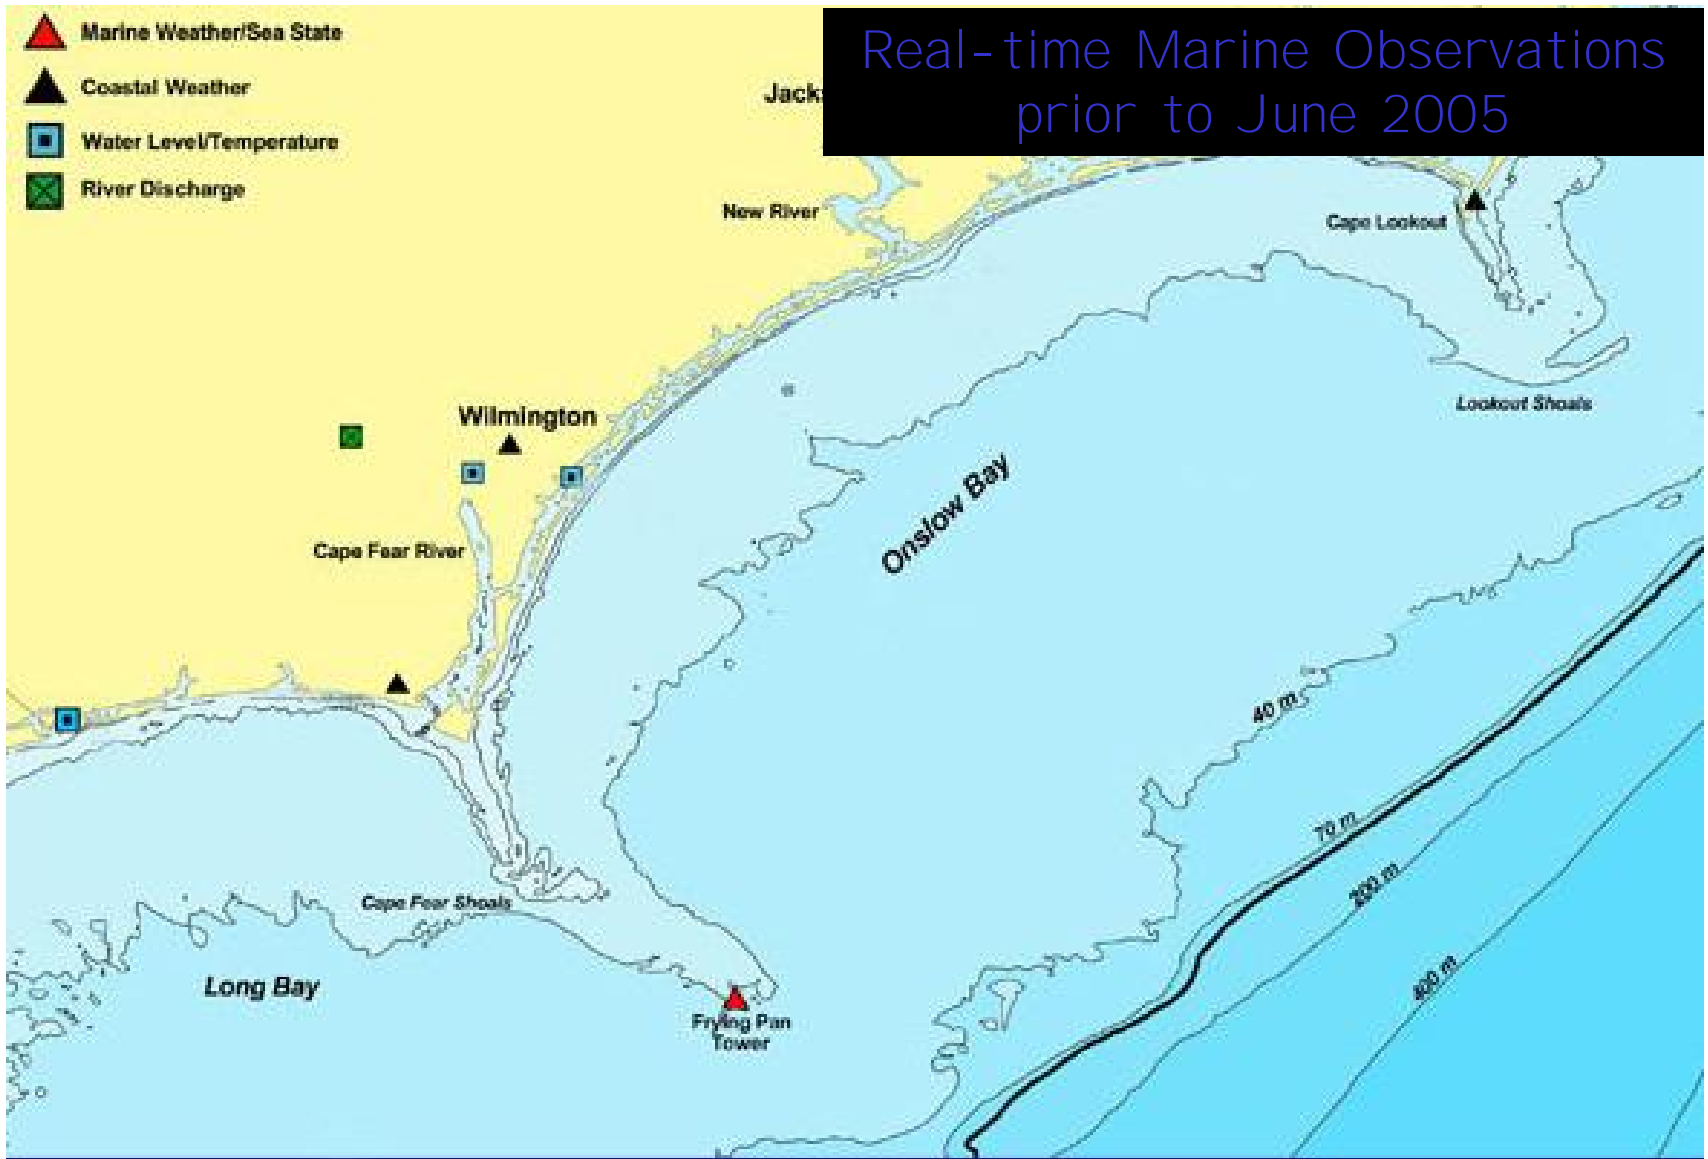 Marine Weather/Sea State
Coastal Weather
Water Level/Temperature
River Discharge
Real-time Marine Observations
prior to June 2005
Jack
New River
Cape Lookout
Lookout Shoals
Wilmington
Onslow Bay
Cape Fear River
40 m
70 m
200 m
400 m
Cape Fear Shoals
Long Bay
Frying Pan
Tower